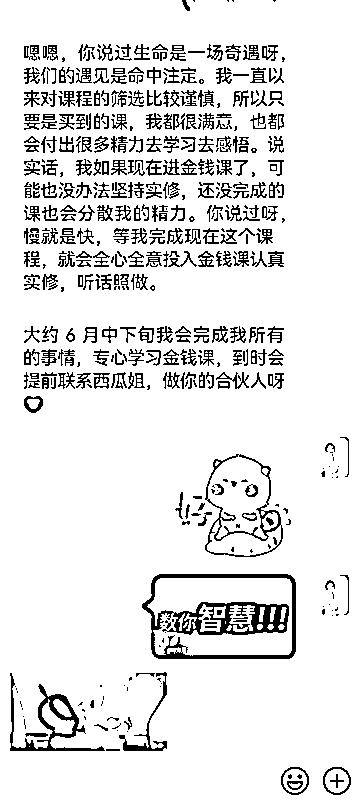 嗯嗯，你说过生命是一场奇遇呀，
我们的遇见是命中注定。我一直以
来对课程的筛选比较谨慎，所以只
要是买到的课，我都很满意，也都
会付出很多精力去学习去感悟。说
实话，我如果现在进金钱课了，可
能也没办法坚持实修，还没完成的
课也会分散我的精力。你说过呀，
慢就是快，等我完成现在这个课
程，就会全心全意投入金钱课认真
实修，听话照做。
大约 6 月中下旬我会完成我所有
的事情，专心学习金钱课，到时会
提前联系西瓜姐，做你的合伙人呀
数你智慧!!!